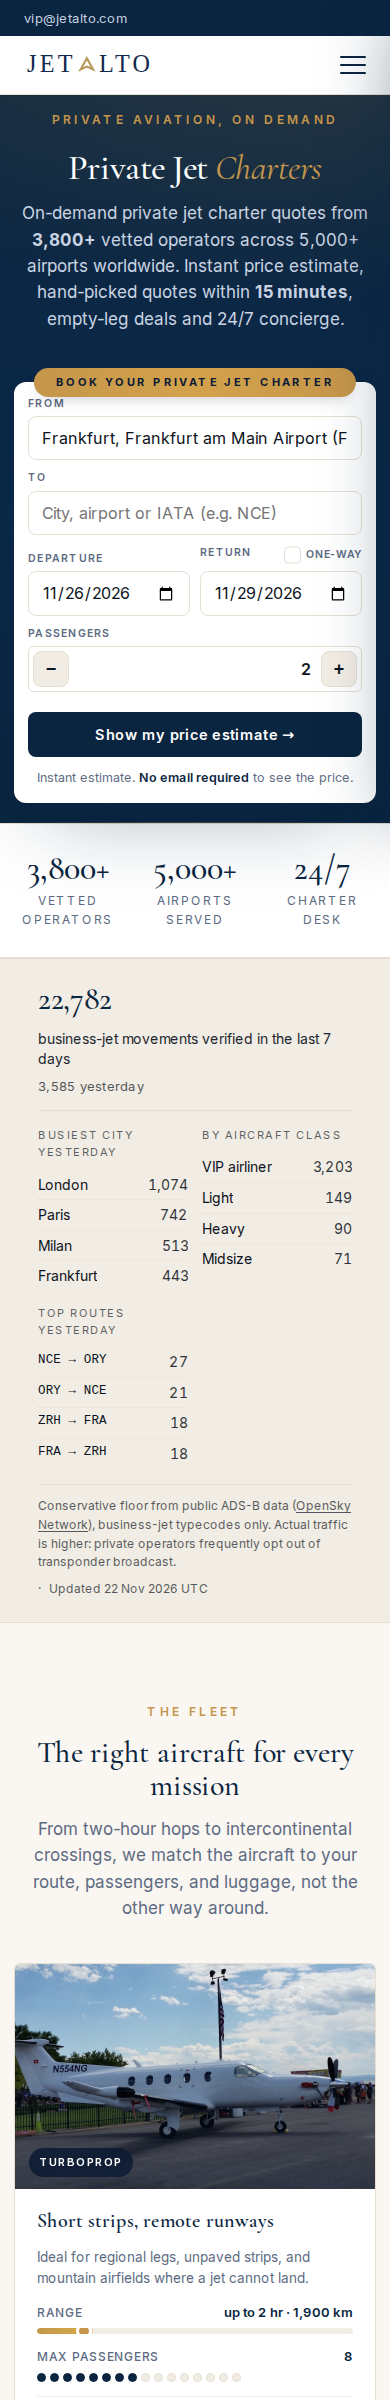 vip@jetalto.com
JETALTO
PRIVATE AVIATION, ON DEMAND
Private Jet Charters
On-demand private jet charter quotes from
3,800+ vetted operators across 5,000+
airports worldwide. Instant price estimate,
hand-picked quotes within 15 minutes,
empty-leg deals and 24/7 concierge.
BOOK YOUR PRIVATE JET CHARTER
FROM
Frankfurt, Frankfurt am Main Airport (F
TO
City, airport or IATA (e.g. NCE)
DEPARTURE
RETURN
ONE-WAY
11/26/2026
11/29/2026
PASSENGERS
− 2 +
Show my price estimate →
Instant estimate. No email required to see the price.
3,800+ 5,000+ 24/7
VETTED AIRPORTS CHARTER
OPERATORS SERVED DESK
22,782
business-jet movements verified in the last 7
days
3,585 yesterday
BUSIEST CITY
YESTERDAY
London 1,074
Paris 742
Milan 513
Frankfurt 443
BY AIRCRAFT CLASS
VIP airliner 3,203
Light 149
Heavy 90
Midsize 71
TOP ROUTES
YESTERDAY
NCE → ORY 27
ORY → NCE 21
ZRH → FRA 18
FRA → ZRH 18
Conservative floor from public ADS-B data (OpenSky
Network), business-jet typecodes only. Actual traffic
is higher: private operators frequently opt out of
transponder broadcast.
· Updated 22 Nov 2026 UTC
THE FLEET
The right aircraft for every
mission
From two-hour hops to intercontinental
crossings, we match the aircraft to your
route, passengers, and luggage, not the
other way around.
N554NG
TURBOPROP
Short strips, remote runways
Ideal for regional legs, unpaved strips, and
mountain airfields where a jet cannot land.
RANGE up to 2 hr · 1,900 km
MAX PASSENGERS 8